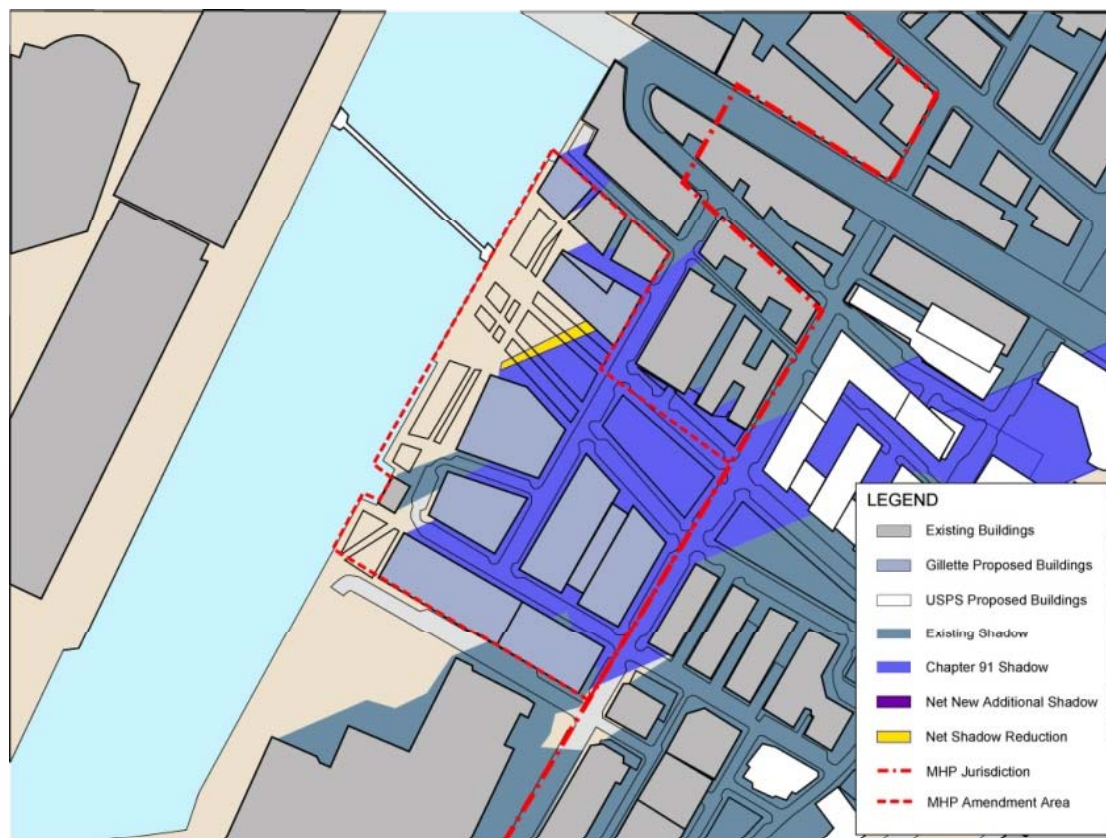 LEGEND
Existing Buildings
Gillette Proposed Buildings
USPS Proposed Buildings
Existing Shadow
Chapter 91 Shadow
Net New Additional Shadow
Net Shadow Reduction
MHP Jurisdiction
MHP Amendment Area